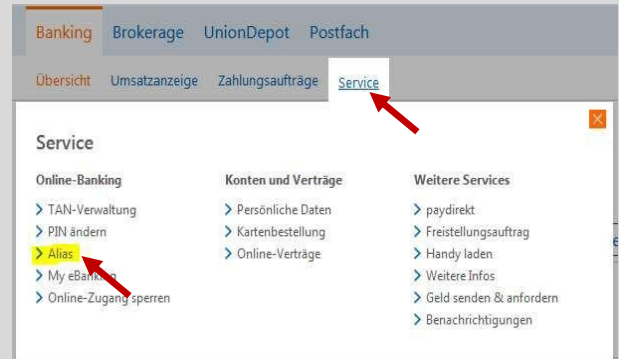 Banking Brokerage UnionDepot Postfach
Übersicht Umsatzanzeige Zahlungsaufträge Service
Service
Online-Banking
TAN-Verwaltung
PIN ändern
Alias
My eBanking
Online-Zugang sperren
Konten und Verträge
Persönliche Daten
Kartenbestellung
Online-Verträge
Weitere Services
paydirekt
Freistellungsauftrag
Handy laden
Weitere Infos
Geld senden & anfordern
Benachrichtigungen